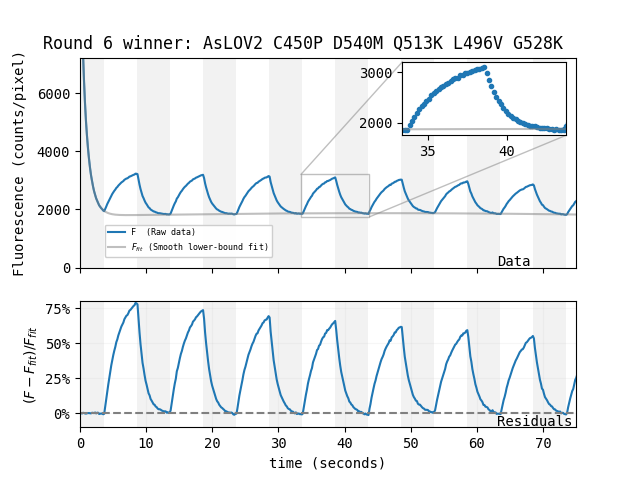 Round 6 winner: AsLOV2 C450P D540M Q513K L496V G528K
Fluorescence (counts/pixel)
6000
4000
2000
0
3000
2000
35 40
F (Raw data)
F_fit (Smooth lower-bound fit)
Data
(F − F_fit)/F_fit
75%
50%
25%
0%
Residuals
0 10 20 30 40 50 60 70
time (seconds)